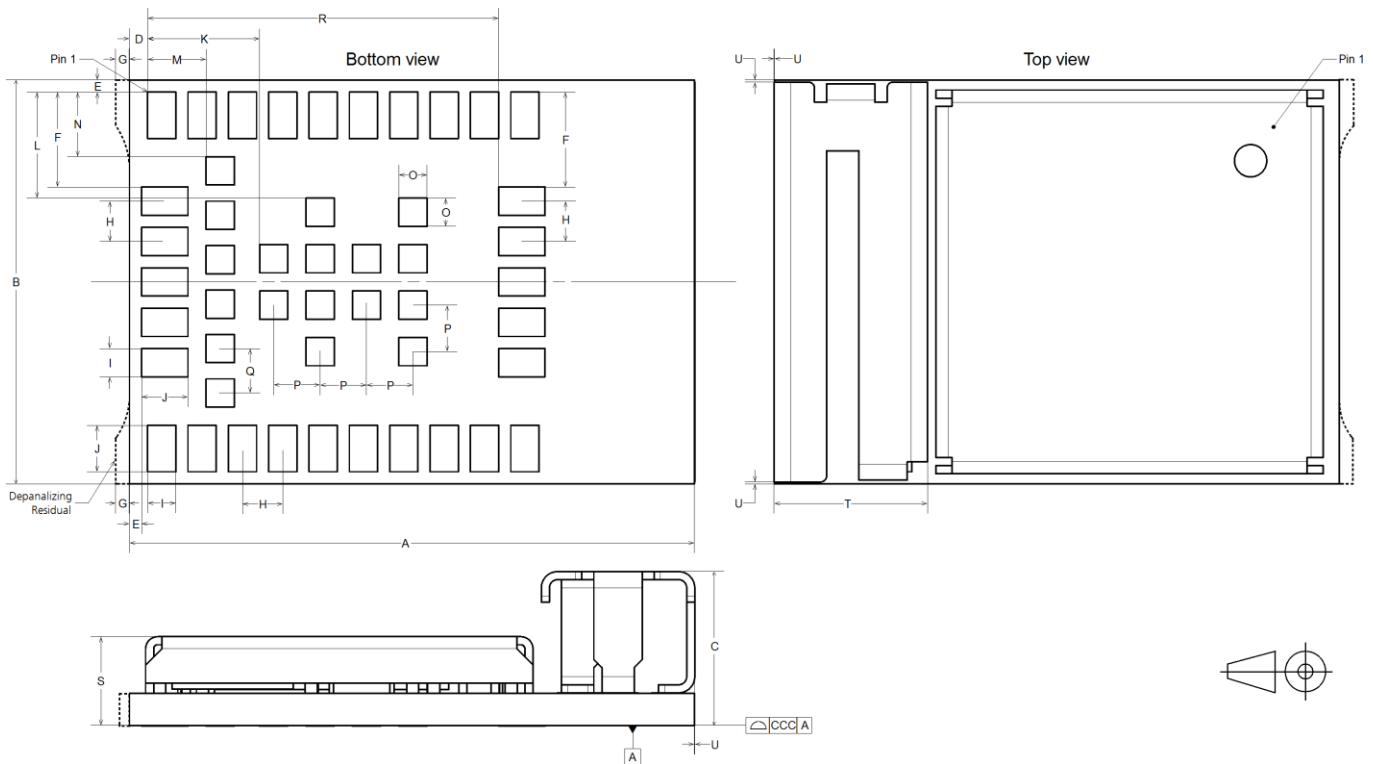 R
D K
G M
Pin 1
Bottom view
E
N
F
L
F
O
O
H
H
B
P
I
Q
P P P
J
J
Depanalizing
Residual
G I H
E
A
U U
Top view
Pin 1
U
T
C
S
CCC A
U
A